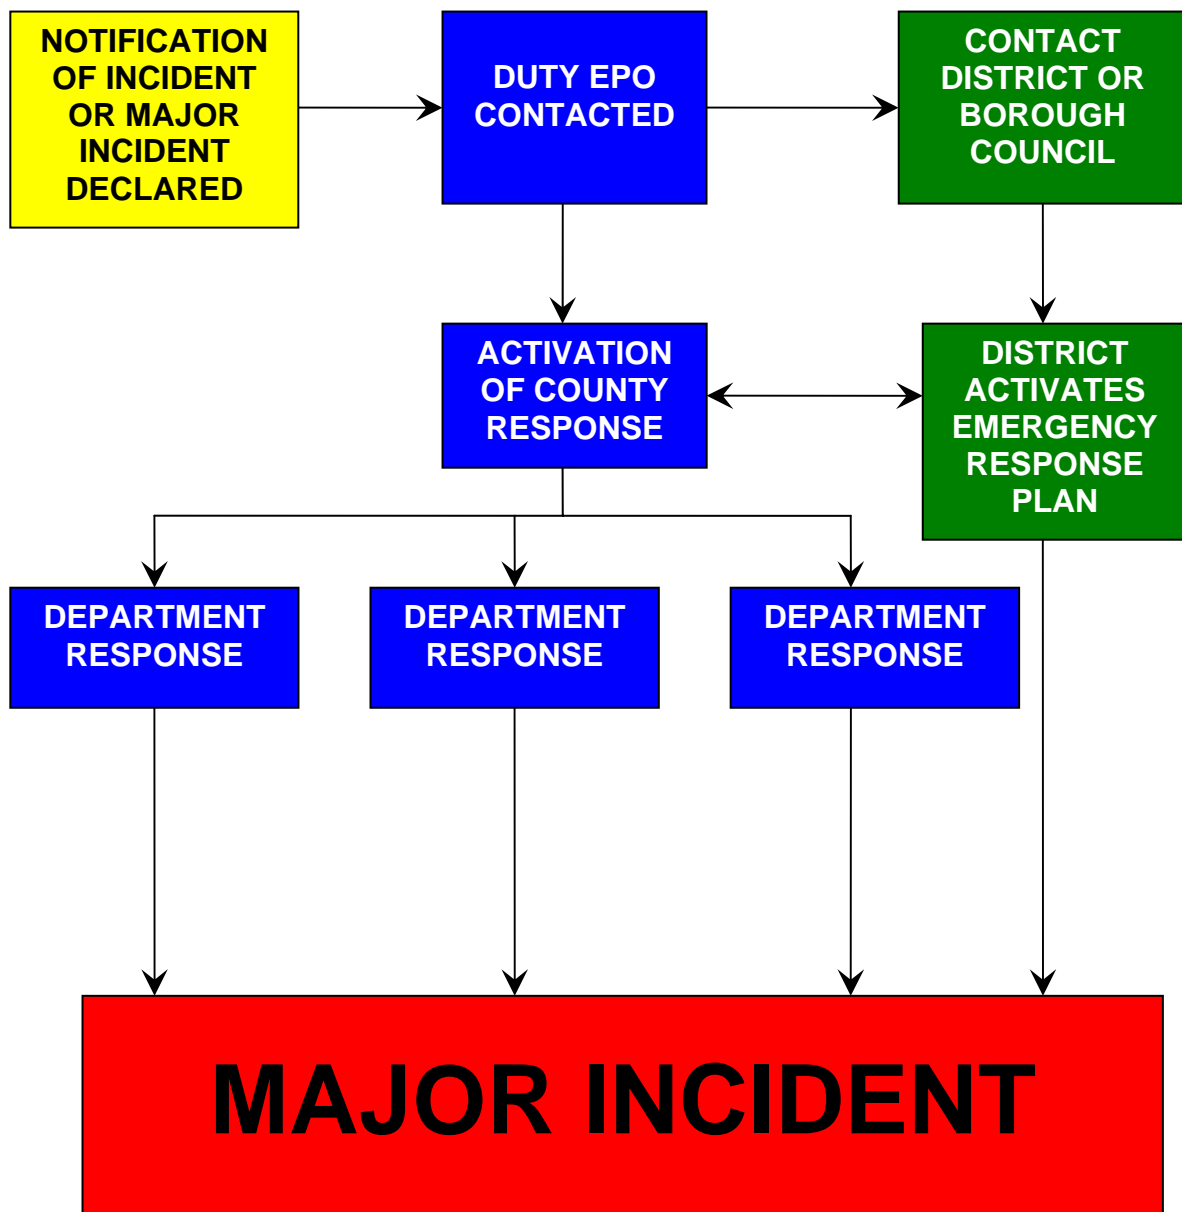 NOTIFICATION
OF INCIDENT
OR MAJOR
INCIDENT
DECLARED
DUTY EPO
CONTACTED
CONTACT
DISTRICT OR
BOROUGH
COUNCIL
ACTIVATION
OF COUNTY
RESPONSE
DISTRICT
ACTIVATES
EMERGENCY
RESPONSE
PLAN
DEPARTMENT
RESPONSE
DEPARTMENT
RESPONSE
DEPARTMENT
RESPONSE
MAJOR INCIDENT